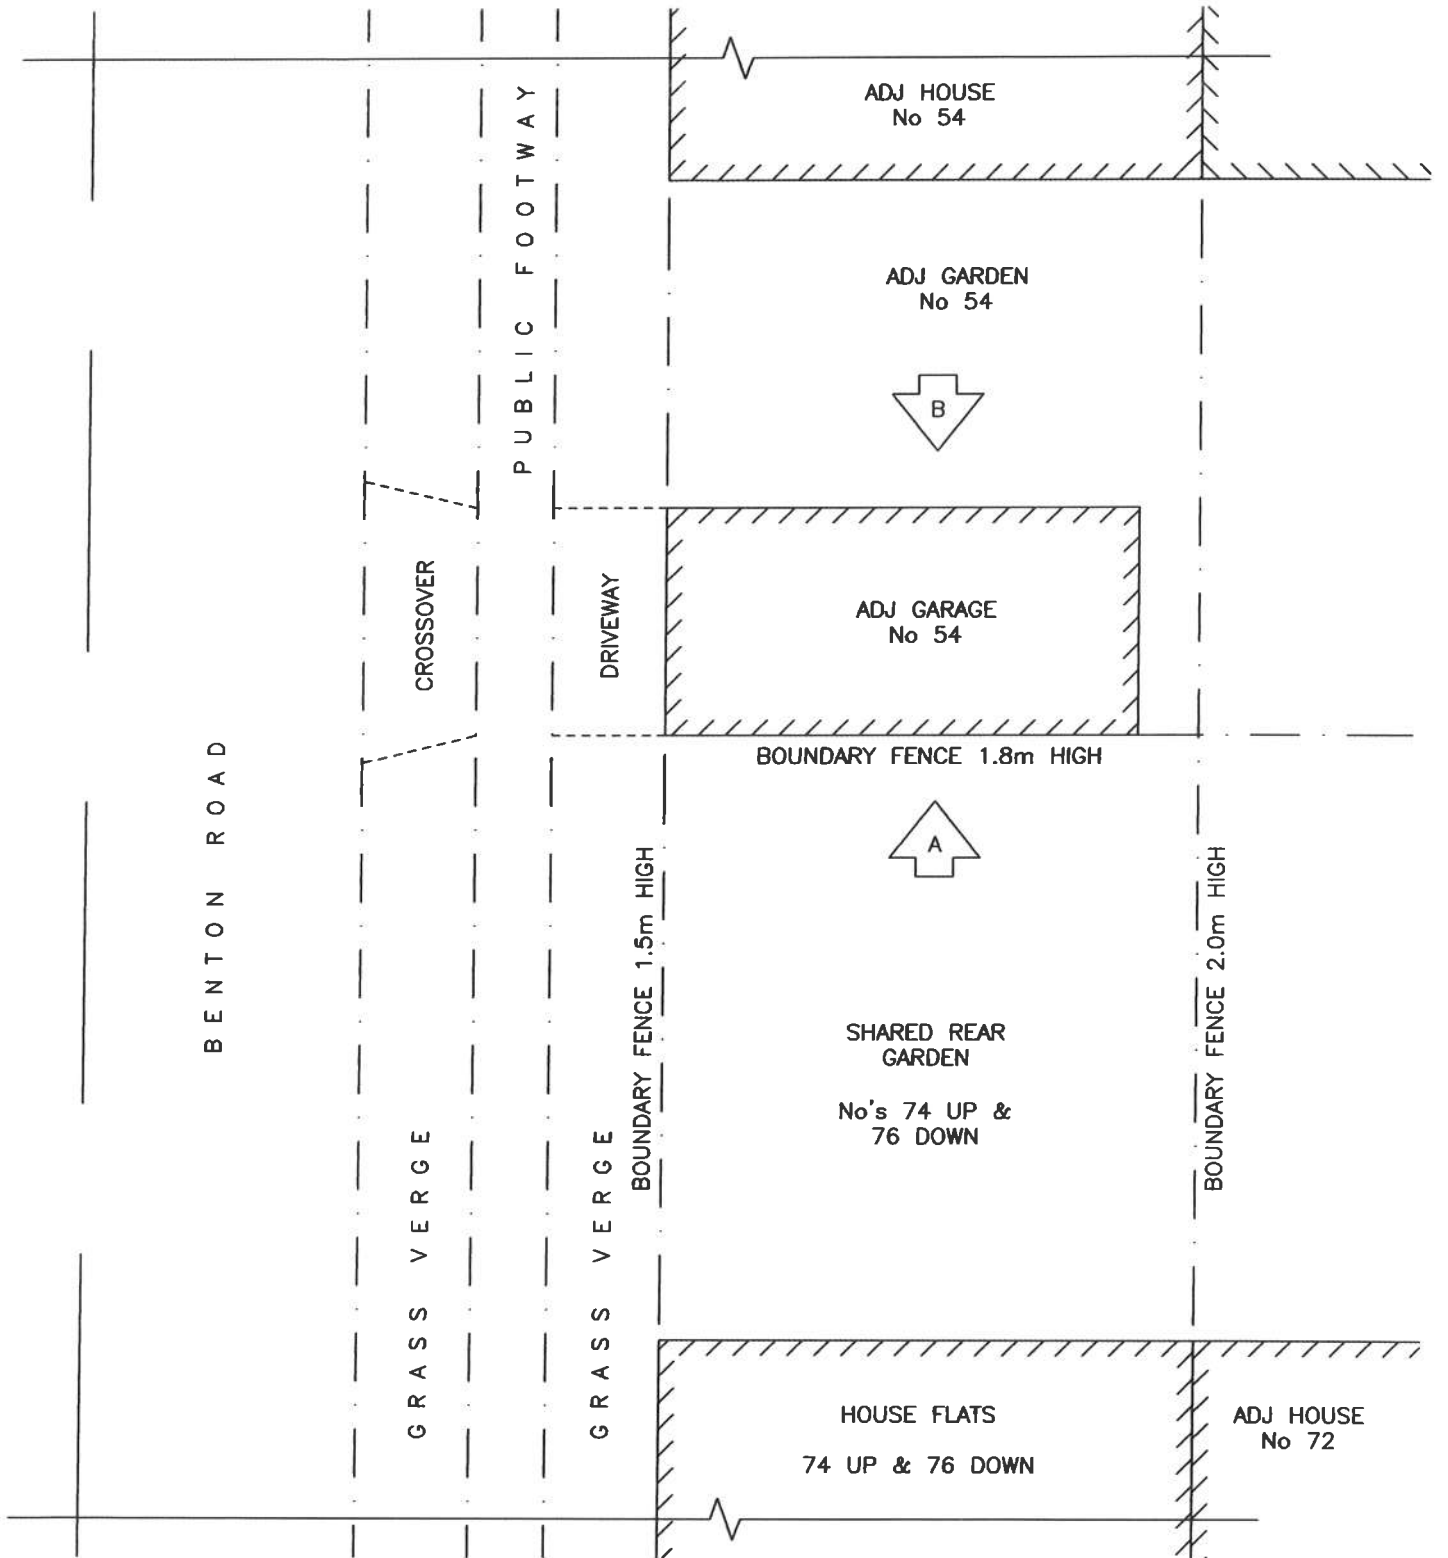 ADJ HOUSE
No 54
PUBLIC FOOTWAY
ADJ GARDEN
No 54
B
CROSSOVER
DRIVEWAY
ADJ GARAGE
No 54
BENTON ROAD
BOUNDARY FENCE 1.8m HIGH
A
BOUNDARY FENCE 1.5m HIGH
BOUNDARY FENCE 2.0m HIGH
SHARED REAR
GARDEN
No's 74 UP &
76 DOWN
GRASS VERGE
GRASS VERGE
HOUSE FLATS
74 UP & 76 DOWN
ADJ HOUSE
No 72